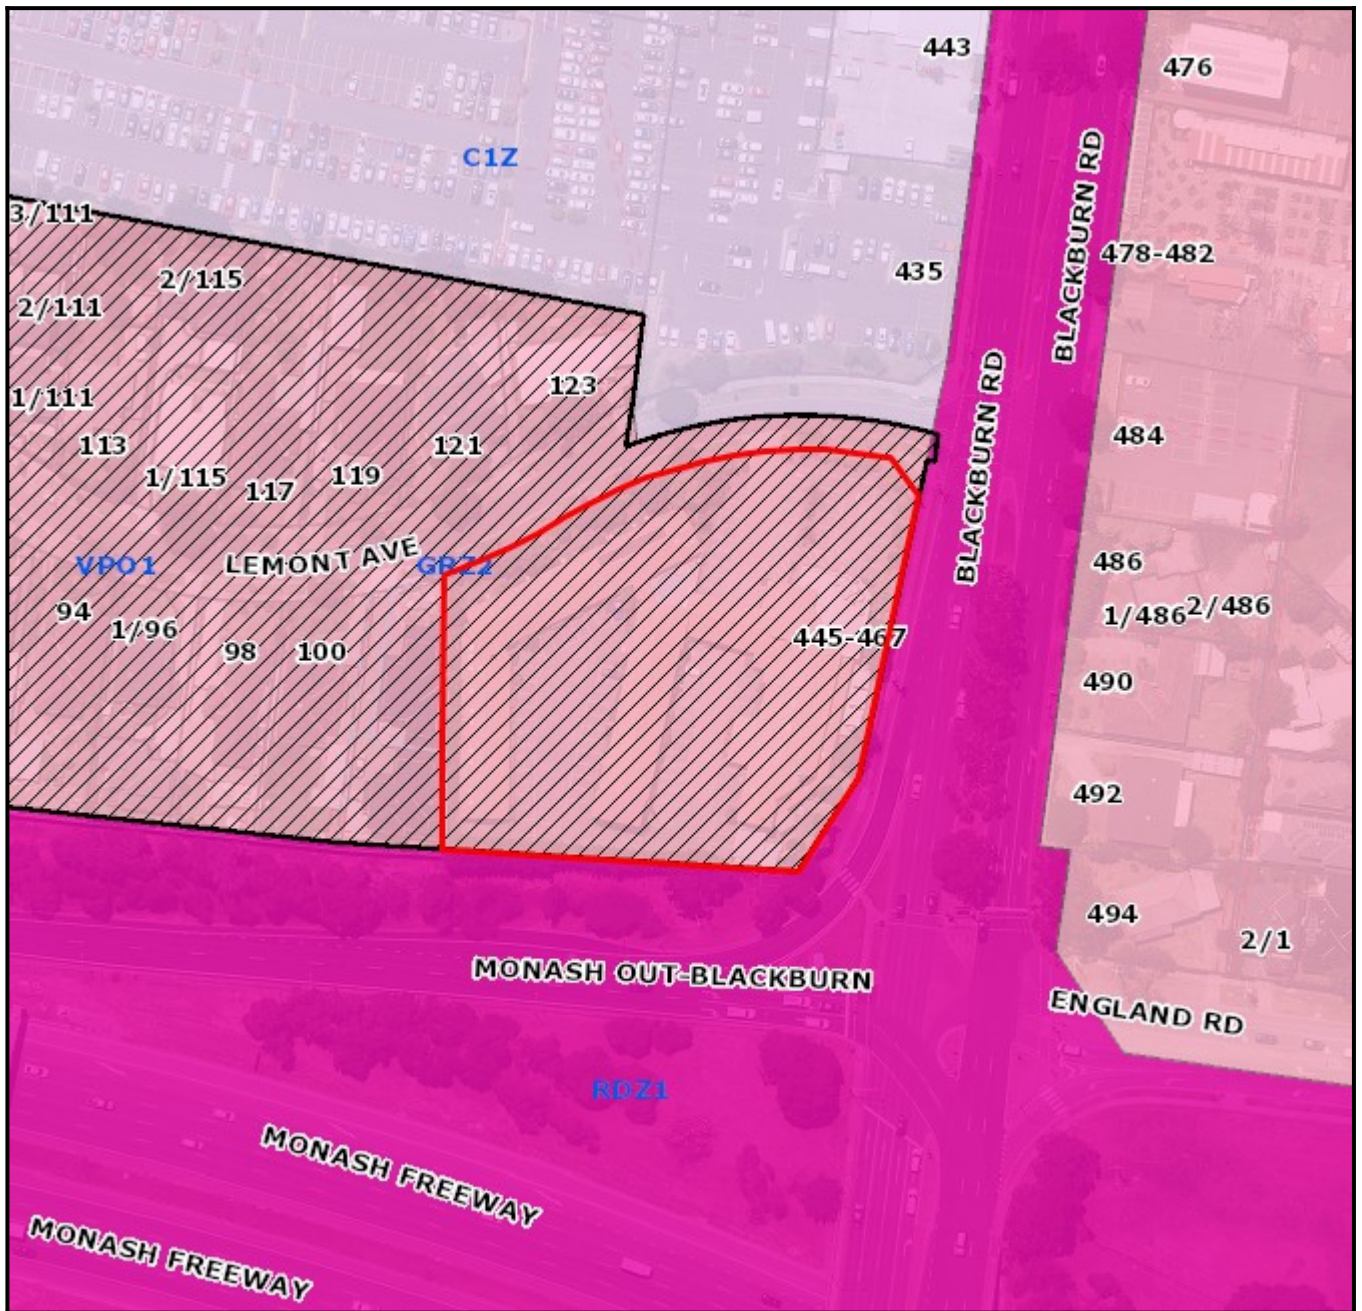 443
476
C1Z
BLACKBURN RD
3/111
478-482
2/115
435
2/111
123
BLACKBURN RD
1/111
113
121
484
1/115
117
119
LEMONT AVE
VPO1
GRZ2
486
94
1/96
1/486
2/486
98
100
445-467
490
492
494
2/1
MONASH OUT-BLACKBURN
ENGLAND RD
RDZ1
MONASH FREEWAY
MONASH FREEWAY